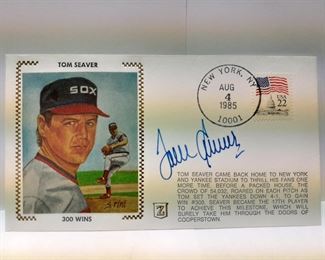 TOM SEAVER
SOX
300 WINS
NEW YORK, NY
AUG
4
1985
10001
USA
22
Tom Seaver
Z
TOM SEAVER CAME BACK HOME TO NEW YORK
AND YANKEE STADIUM TO THRILL HIS FANS ONE
MORE TIME. BEFORE A PACKED HOUSE, THE
CROWD OF 54,032, ROARED ON EACH PITCH AS
TOM SET THE YANKEES DOWN 4-1. TO GAIN
WIN #300. SEAVER BECAME THE 17TH PLAYER
TO ACHIEVE THIS MILESTONE, WHICH WILL
SURELY TAKE HIM THROUGH THE DOORS OF
COOPERSTOWN.